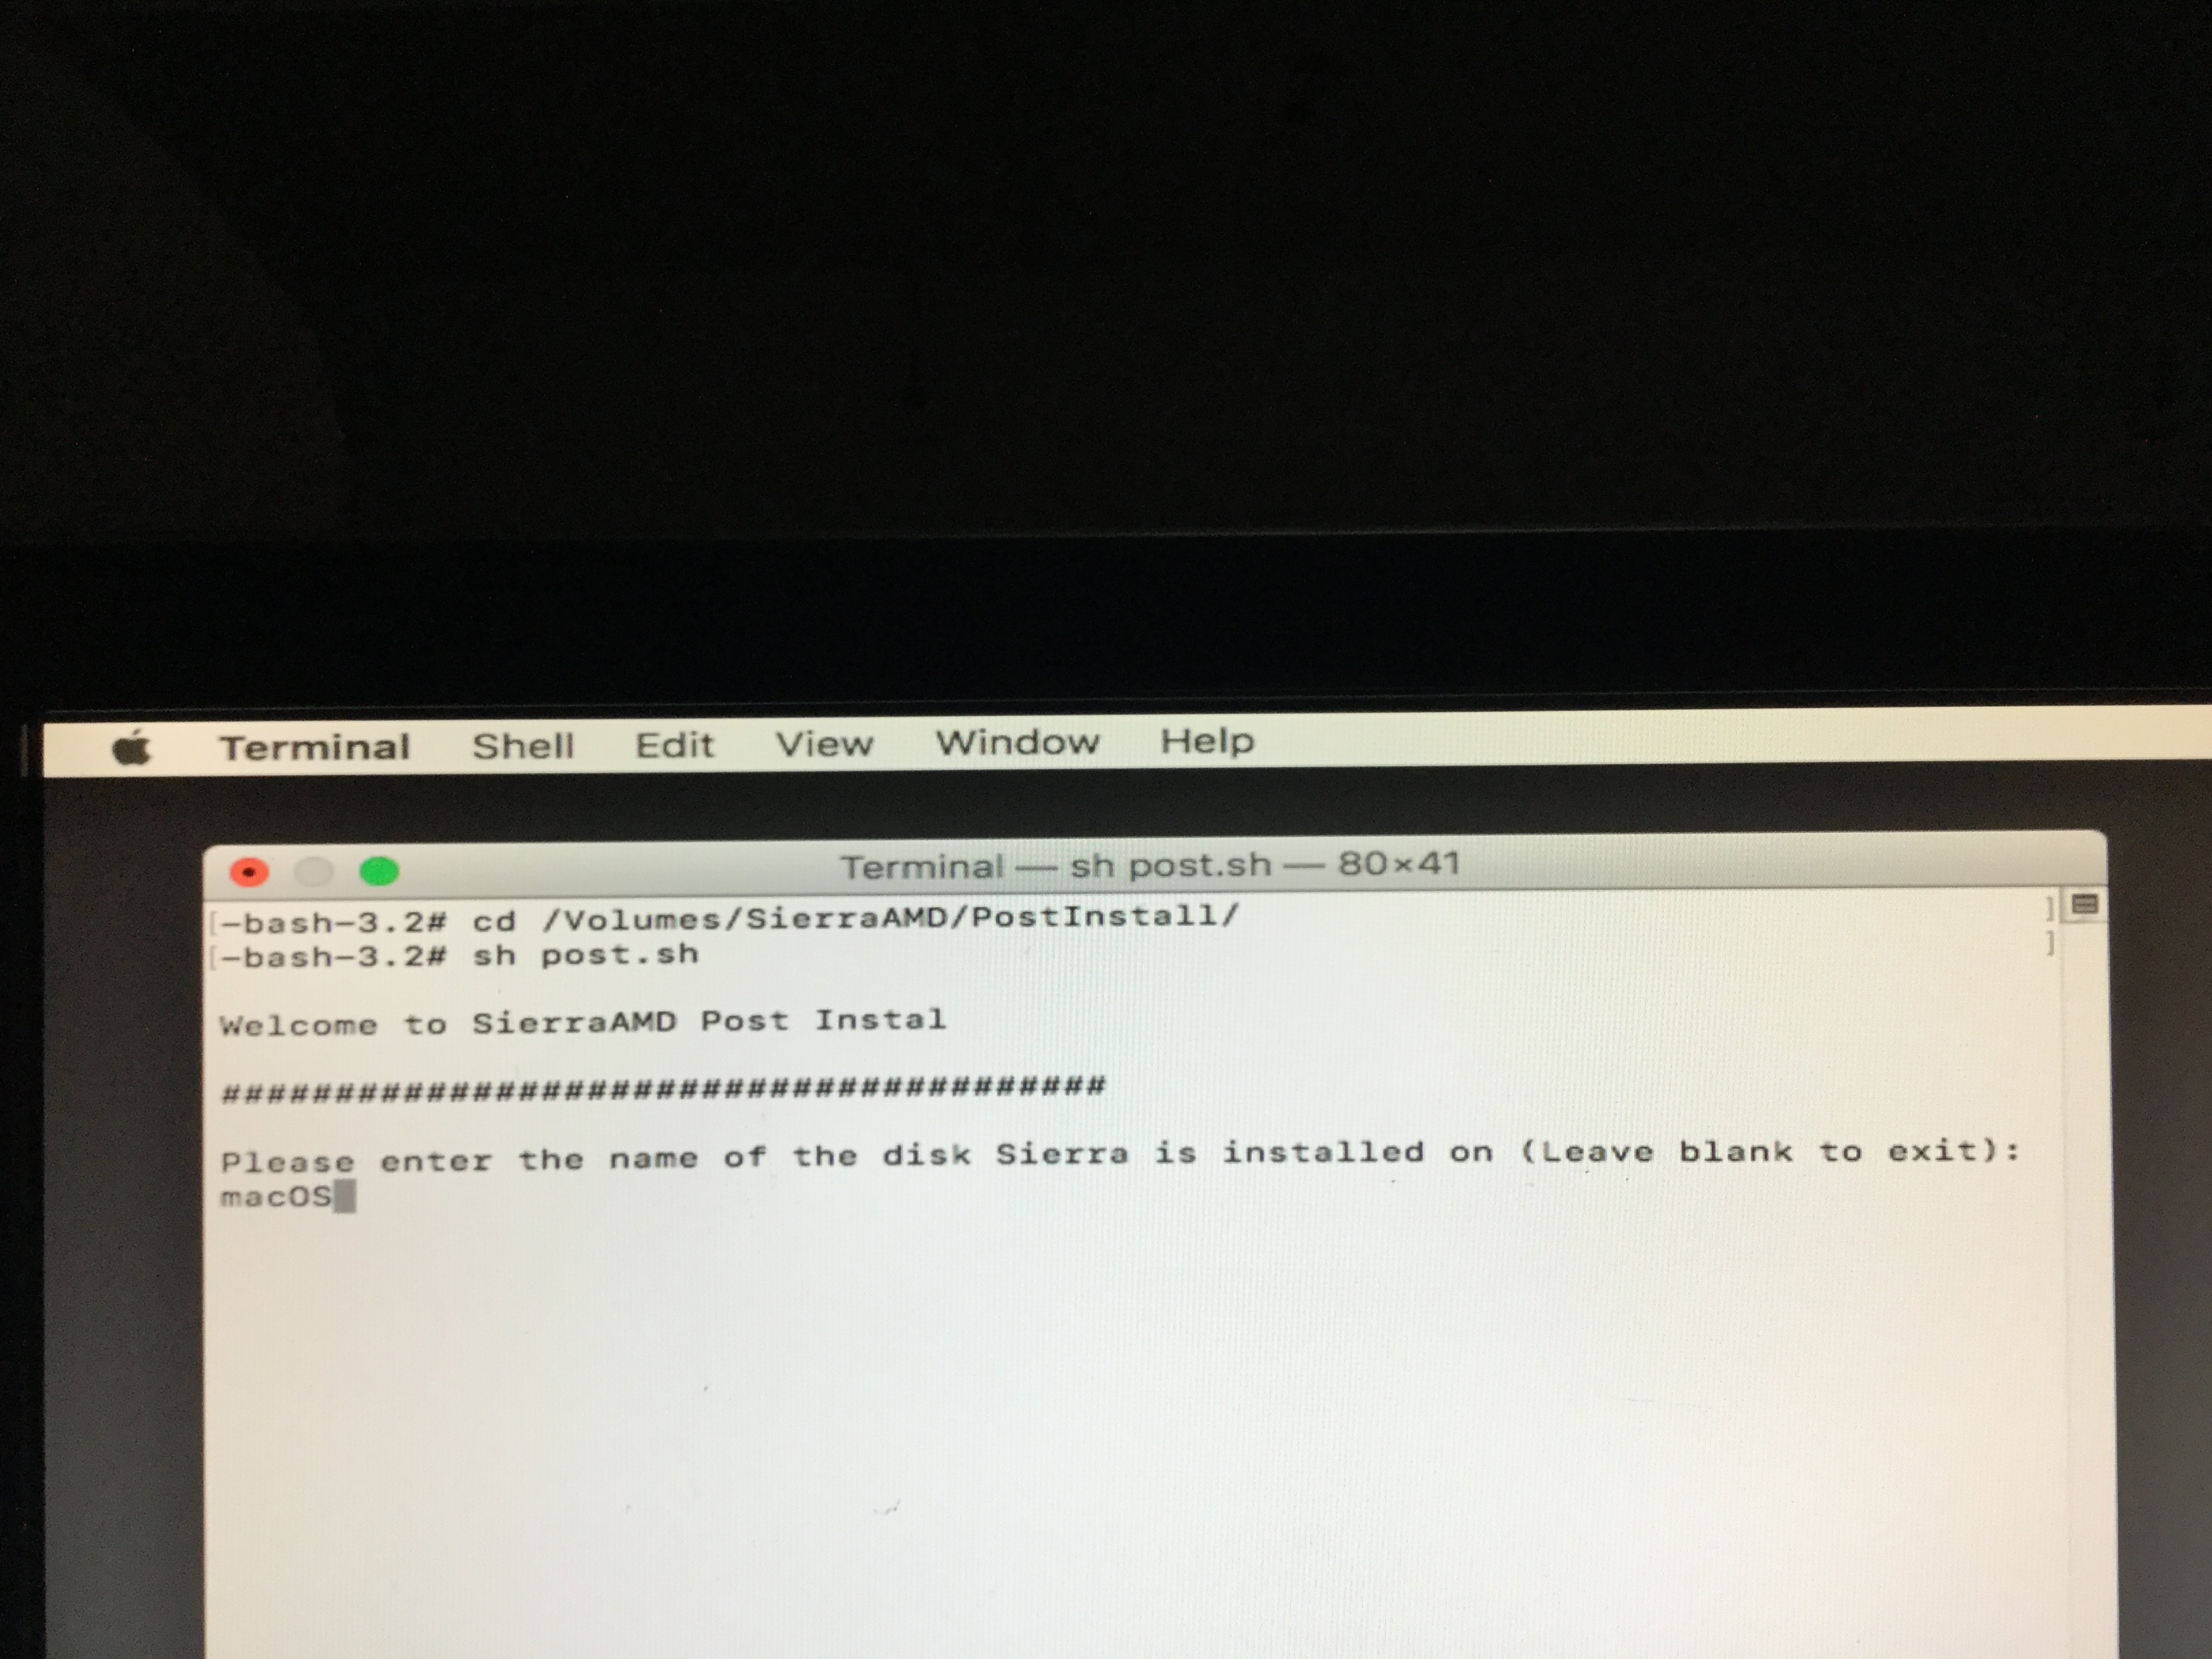 Terminal Shell Edit View Window Help
Terminal — sh post.sh — 80×41
[-bash-3.2# cd /Volumes/SierraAMD/PostInstall/ ]
[-bash-3.2# sh post.sh ]
Welcome to SierraAMD Post Instal
#######################################
Please enter the name of the disk Sierra is installed on (Leave blank to exit):
macOS